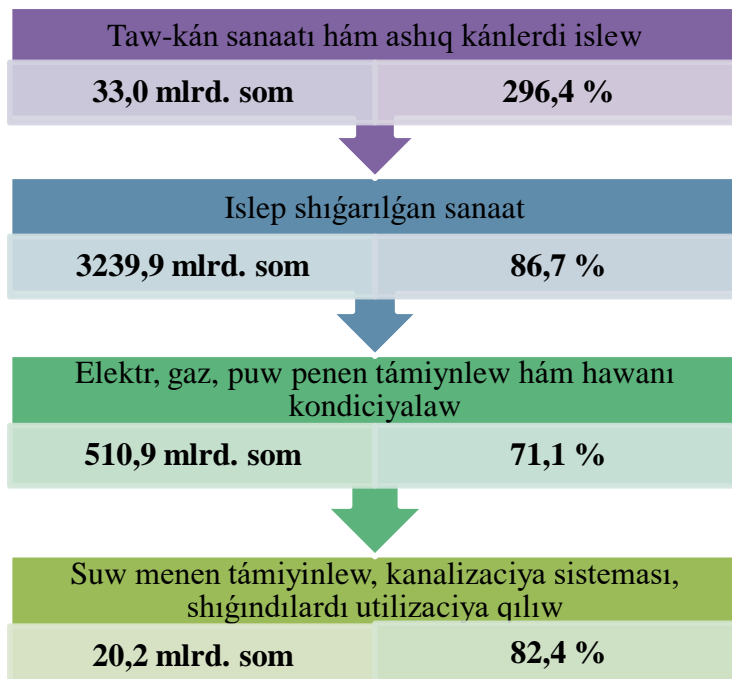 Taw-kán sanaatı hám ashıq kánlerdi islew
33,0 mlrd. som 296,4 %
Islep shıǵarılǵan sanaat
3239,9 mlrd. som 86,7 %
Elektr, gaz, puw penen támiynlew hám hawanı
kondiciyalaw
510,9 mlrd. som 71,1 %
Suw menen támiyinlew, kanalizaciya sisteması,
shıǵındılardı utilizaciya qılıw
20,2 mlrd. som 82,4 %